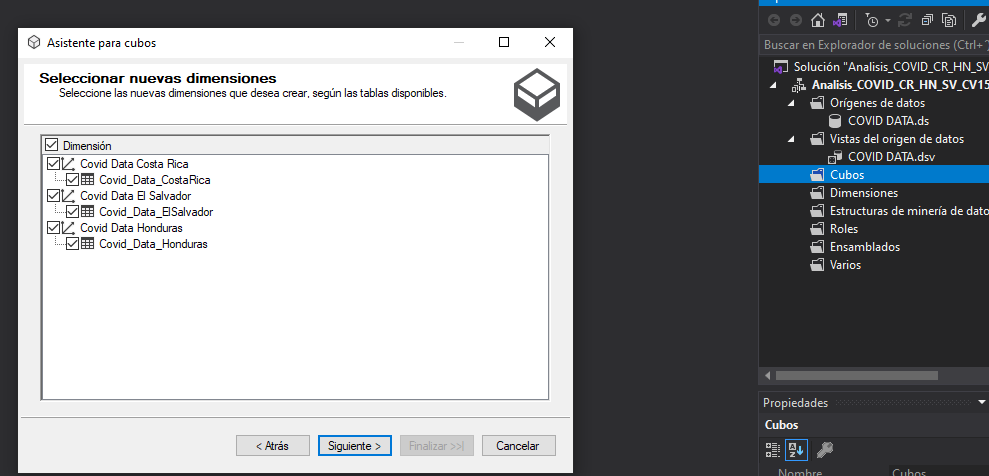 Asistente para cubos
Seleccionar nuevas dimensiones
Seleccione las nuevas dimensiones que desea crear, según las tablas disponibles.
Dimensión
Covid Data Costa Rica
Covid_Data_CostaRica
Covid Data El Salvador
Covid_Data_ElSalvador
Covid Data Honduras
Covid_Data_Honduras
< Atrás
Siguiente >
Finalizar >>|
Cancelar
Buscar en Explorador de soluciones (Ctrl+
Solución "Analisis_COVID_CR_HN_SV
Analisis_COVID_CR_HN_SV_CV15
Orígenes de datos
COVID DATA.ds
Vistas del origen de datos
COVID DATA.dsv
Cubos
Dimensiones
Estructuras de minería de dato
Roles
Ensamblados
Varios
Propiedades
Cubos
Nombre Cubos